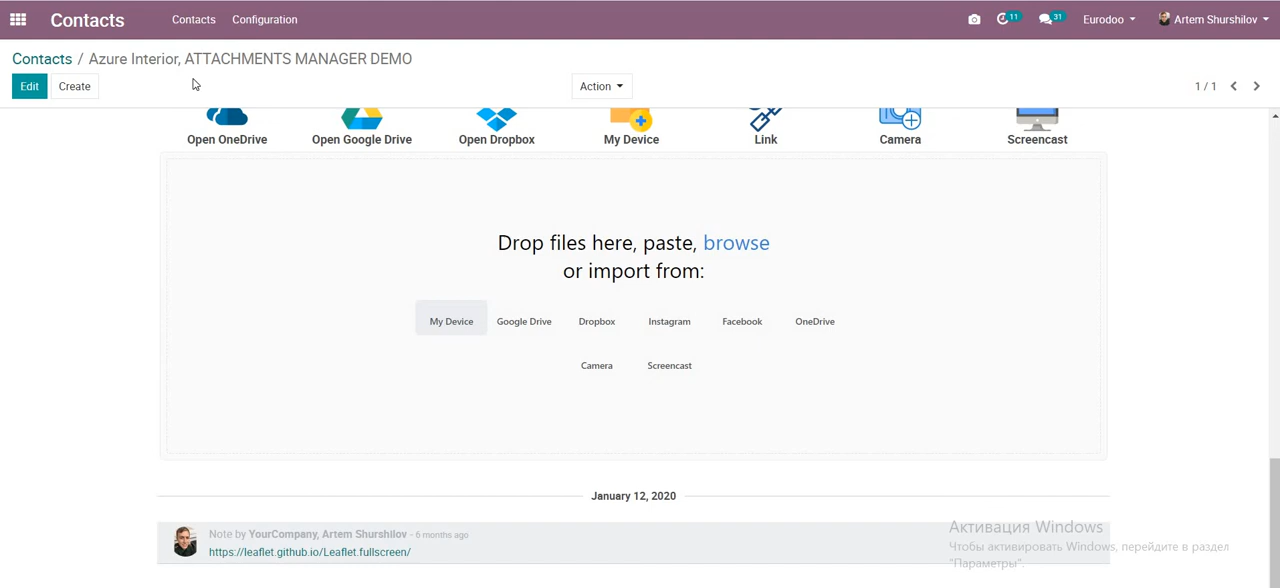 Contacts Contacts Configuration 11 31 Eurodoo Artem Shurshilov
Contacts / Azure Interior, ATTACHMENTS MANAGER DEMO
Edit Create Action 1 / 1
Open OneDrive Open Google Drive Open Dropbox My Device Link Camera Screencast
Drop files here, paste, browse
or import from:
My Device Google Drive Dropbox Instagram Facebook OneDrive
Camera Screencast
January 12, 2020
Note by YourCompany, Artem Shurshilov - 6 months ago
https://leaflet.github.io/Leaflet.fullscreen/
Активация Windows
Чтобы активировать Windows, перейдите в раздел
"Параметры".